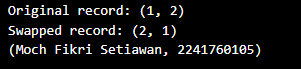 Original record: (1, 2)
Swapped record: (2, 1)
(Moch Fikri Setiawan, 2241760105)